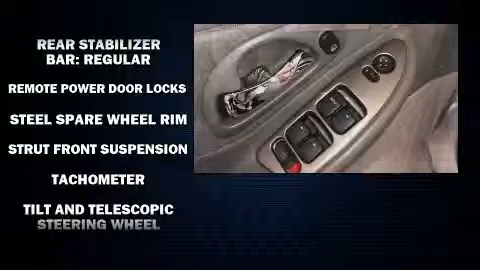 REAR STABILIZER
BAR: REGULAR
REMOTE POWER DOOR LOCKS
STEEL SPARE WHEEL RIM
STRUT FRONT SUSPENSION
TACHOMETER
TILT AND TELESCOPIC
STEERING WHEEL